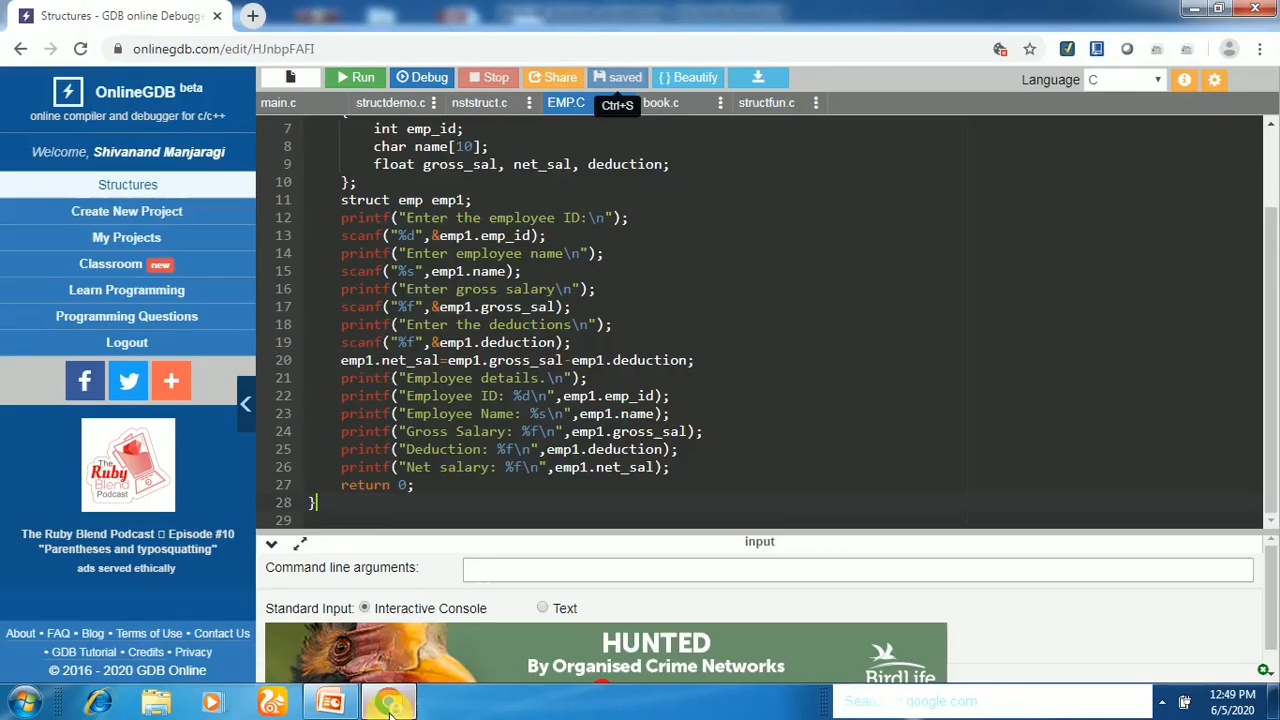 Structures - GDB online Debugge
onlinegdb.com/edit/HJnbpFAFI
OnlineGDB beta
online compiler and debugger for c/c++
Welcome, Shivanand Manjaragi
Structures
Create New Project
My Projects
Classroom new
Learn Programming
Programming Questions
Logout
The Ruby Blend Podcast
The Ruby Blend Podcast Episode #10
"Parentheses and typosquatting"
ads served ethically
About • FAQ • Blog • Terms of Use • Contact Us
• GDB Tutorial • Credits • Privacy
© 2016 - 2020 GDB Online
Run Debug Stop Share saved { } Beautify
Language C
main.c structdemo.c nststruct.c EMP.C book.c structfun.c
Ctrl+S
7 int emp_id;
8 char name[10];
9 float gross_sal, net_sal, deduction;
10 };
11 struct emp emp1;
12 printf("Enter the employee ID:\n");
13 scanf("%d",&emp1.emp_id);
14 printf("Enter employee name\n");
15 scanf("%s",emp1.name);
16 printf("Enter gross salary\n");
17 scanf("%f",&emp1.gross_sal);
18 printf("Enter the deductions\n");
19 scanf("%f",&emp1.deduction);
20 emp1.net_sal=emp1.gross_sal-emp1.deduction;
21 printf("Employee details.\n");
22 printf("Employee ID: %d\n",emp1.emp_id);
23 printf("Employee Name: %s\n",emp1.name);
24 printf("Gross Salary: %f\n",emp1.gross_sal);
25 printf("Deduction: %f\n",emp1.deduction);
26 printf("Net salary: %f\n",emp1.net_sal);
27 return 0;
28 }
29
input
Command line arguments:
Standard Input: Interactive Console Text
HUNTED
By Organised Crime Networks
BirdLife
12:49 PM
6/5/2020